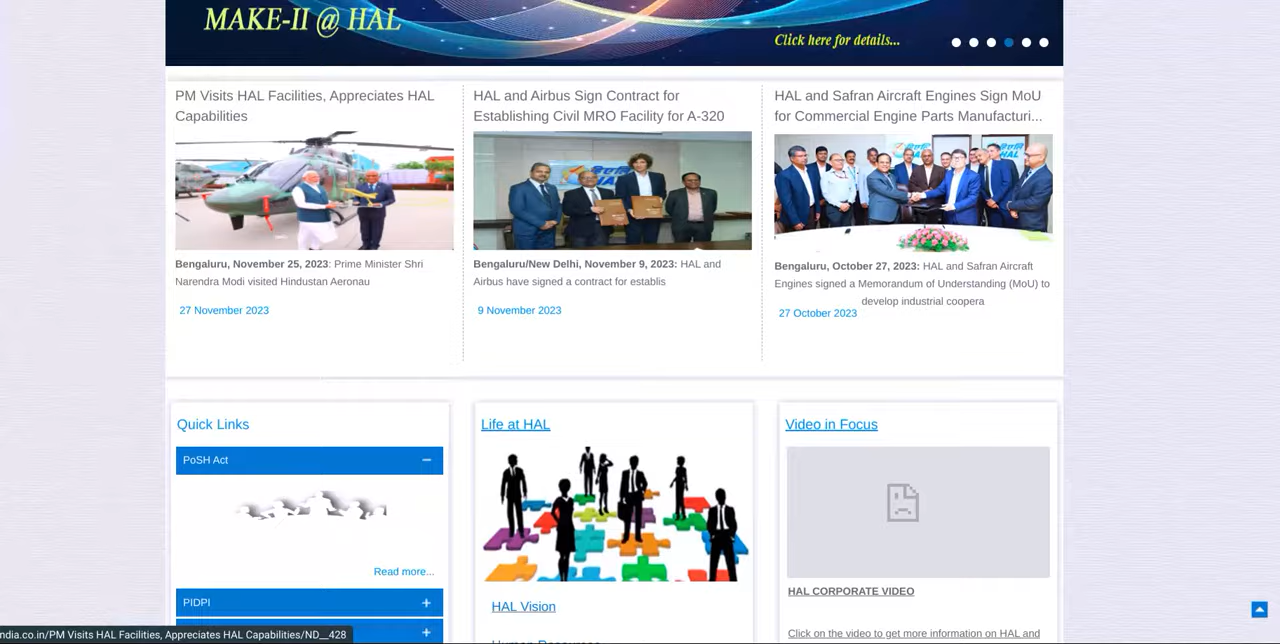 MAKE-II @ HAL
Click here for details...
PM Visits HAL Facilities, Appreciates HAL
Capabilities
Bengaluru, November 25, 2023: Prime Minister Shri
Narendra Modi visited Hindustan Aeronau
27 November 2023
HAL and Airbus Sign Contract for
Establishing Civil MRO Facility for A-320
Bengaluru/New Delhi, November 9, 2023: HAL and
Airbus have signed a contract for establis
9 November 2023
HAL and Safran Aircraft Engines Sign MoU
for Commercial Engine Parts Manufacturi...
Bengaluru, October 27, 2023: HAL and Safran Aircraft
Engines signed a Memorandum of Understanding (MoU) to
develop industrial coopera
27 October 2023
Quick Links
PoSH Act
Read more...
PIDPI
Life at HAL
HAL Vision
Human Resources
Video in Focus
HAL CORPORATE VIDEO
Click on the video to get more information on HAL and
ndia.co.in/PM Visits HAL Facilities, Appreciates HAL Capabilities/ND__428